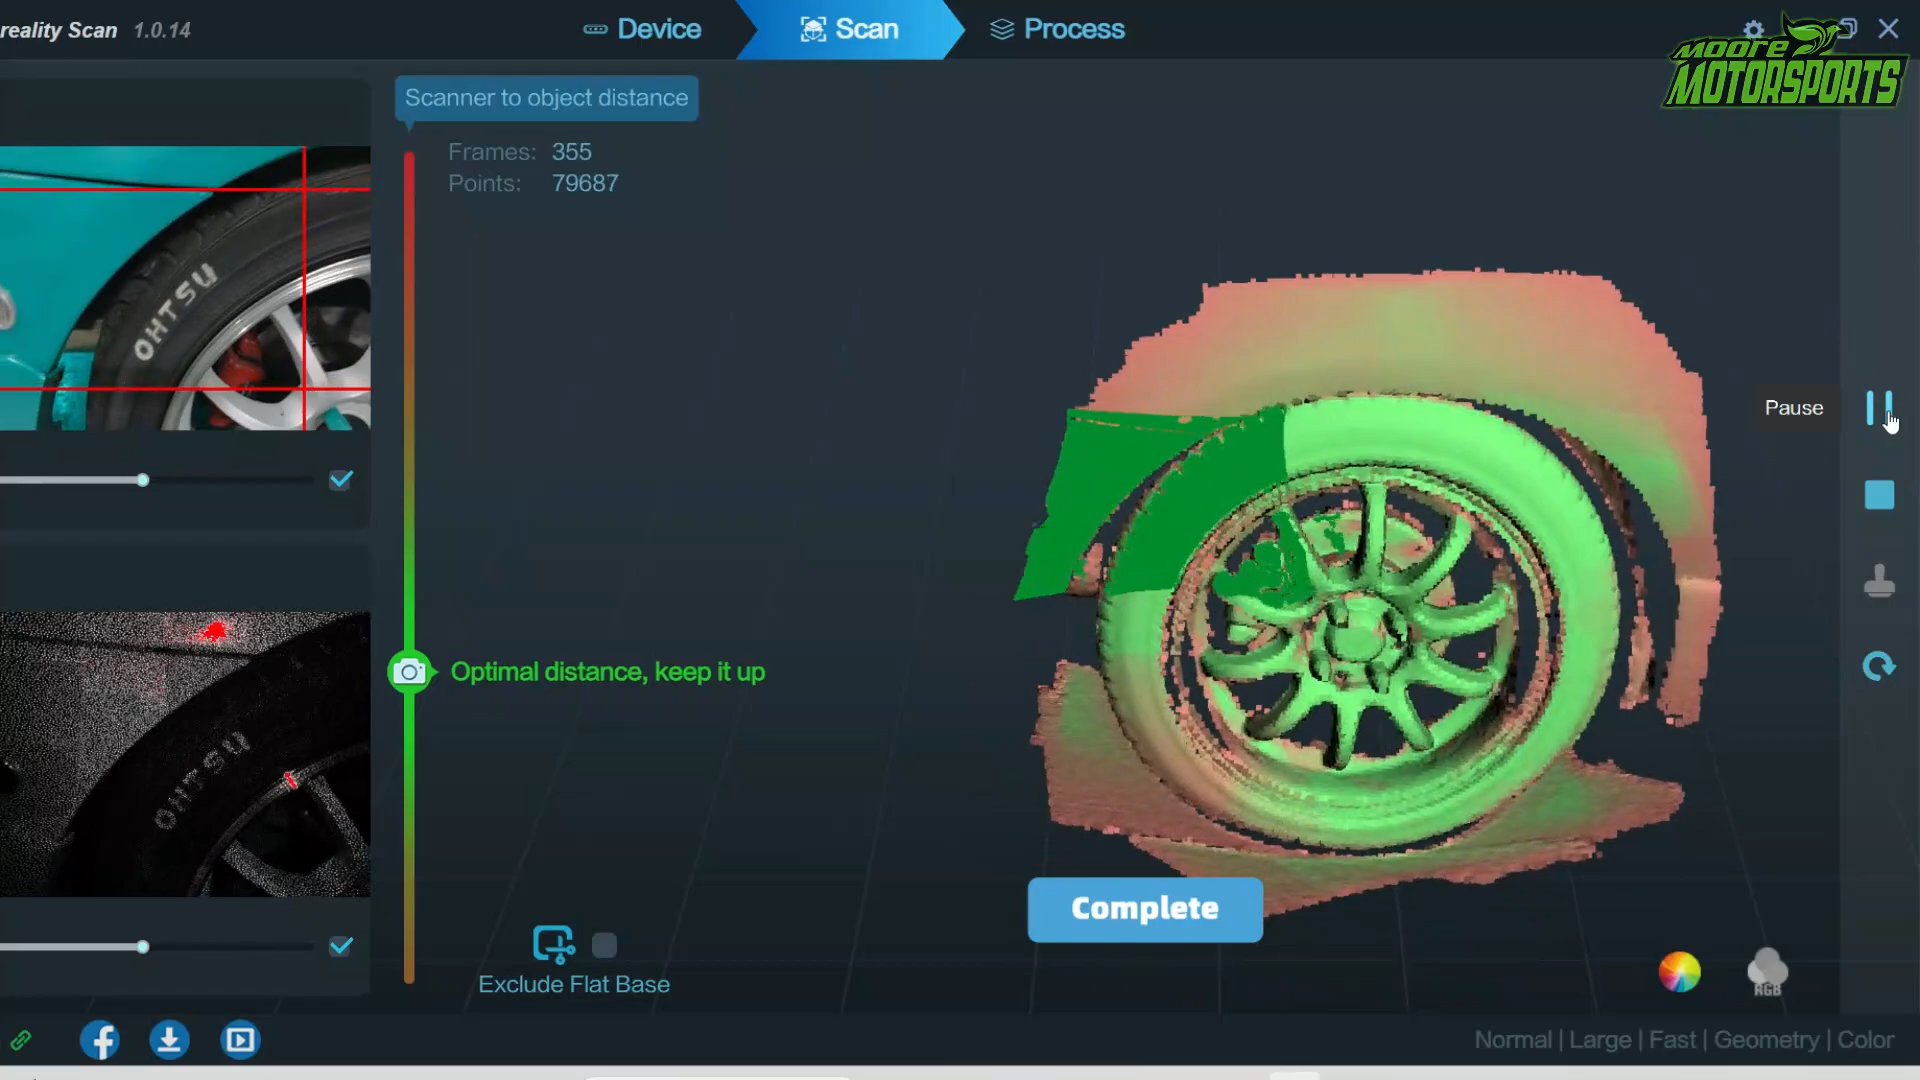 reality Scan 1.0.14
Device
Scan
Process
MOORE
MOTORSPORTS
Scanner to object distance
Frames: 355
Points: 79687
OHTSU
Pause
Optimal distance, keep it up
OHTSU
Complete
Exclude Flat Base
RGB
Normal | Large | Fast | Geometry | Color